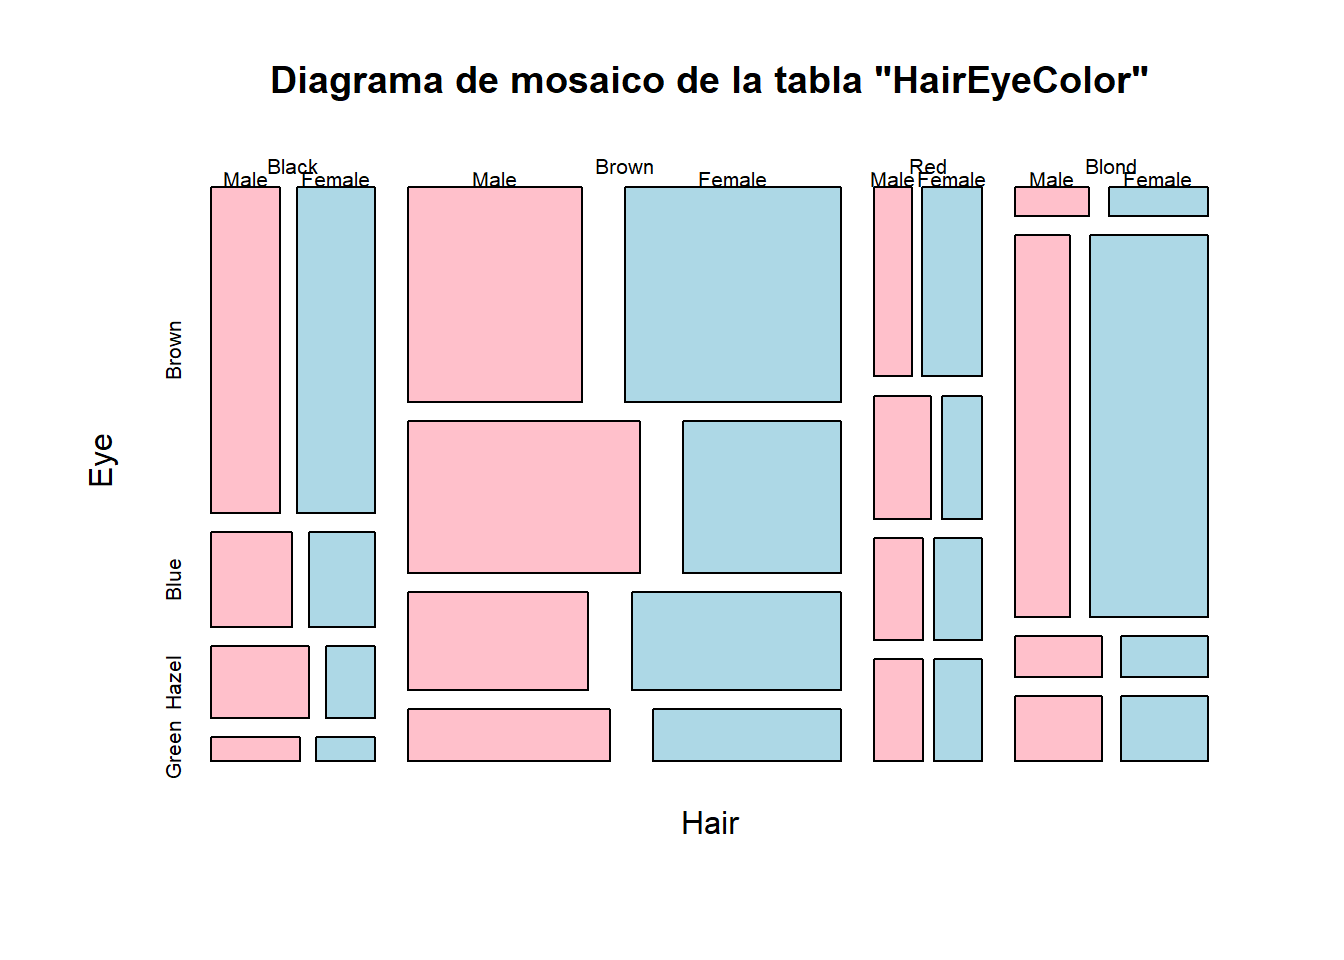 Diagrama de mosaico de la tabla "HairEyeColor"
Black Brown Red Blond
Male Female Male Female Male Female Male Female
Brown
Blue
Hazel
Green
Eye
Hair